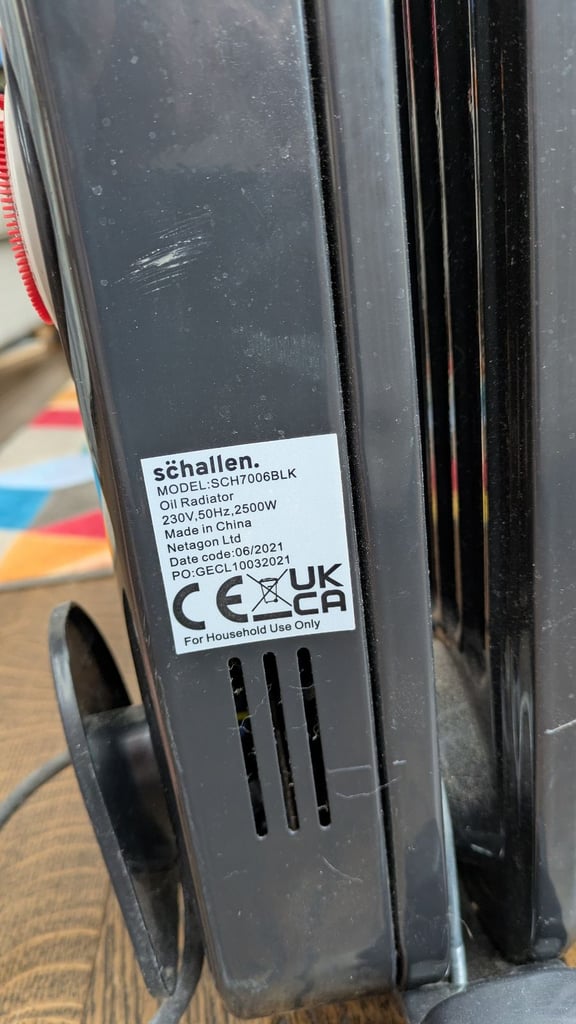 schallen.
MODEL:SCH7006BLK
Oil Radiator
230V,50Hz,2500W
Made in China
Netagon Ltd
Date code:06/2021
PO:GECL10032021
CE UK
CA
For Household Use Only